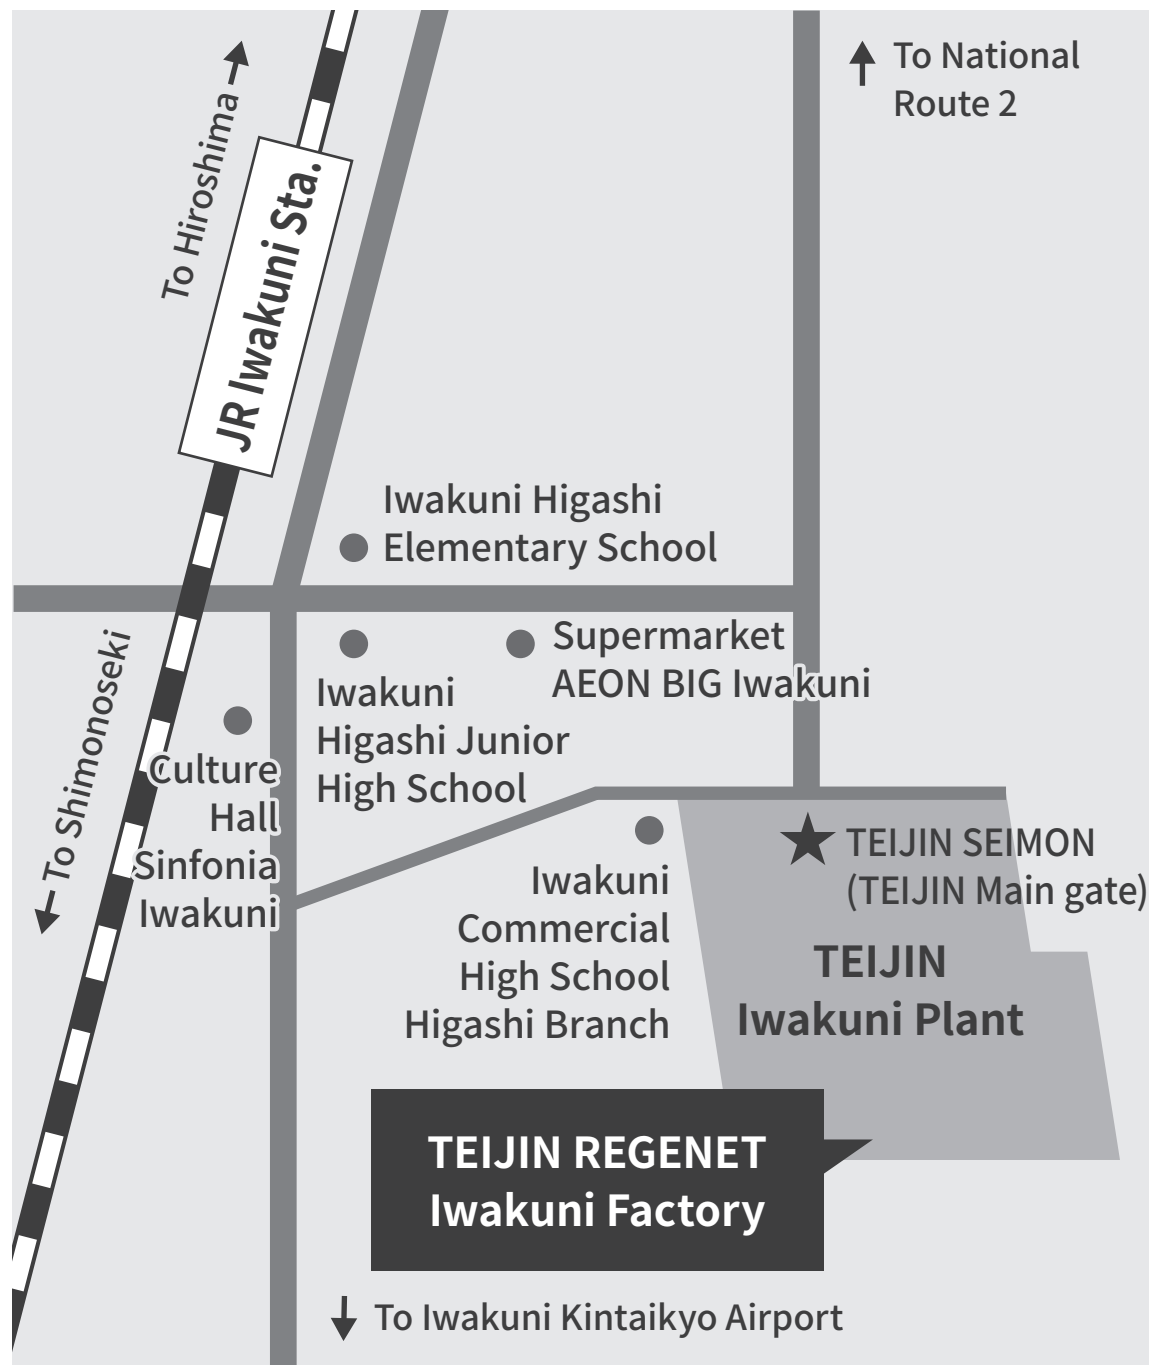 To National
Route 2
To Hiroshima
JR Iwakuni Sta.
Iwakuni Higashi
Elementary School
Supermarket
AEON BIG Iwakuni
Iwakuni
Higashi Junior
High School
To Shimonoseki
Culture
Hall
Sinfonia
Iwakuni
TEIJIN SEIMON
(TEIJIN Main gate)
Iwakuni
Commercial
High School
Higashi Branch
TEIJIN
Iwakuni Plant
TEIJIN REGENET
Iwakuni Factory
To Iwakuni Kintaikyo Airport